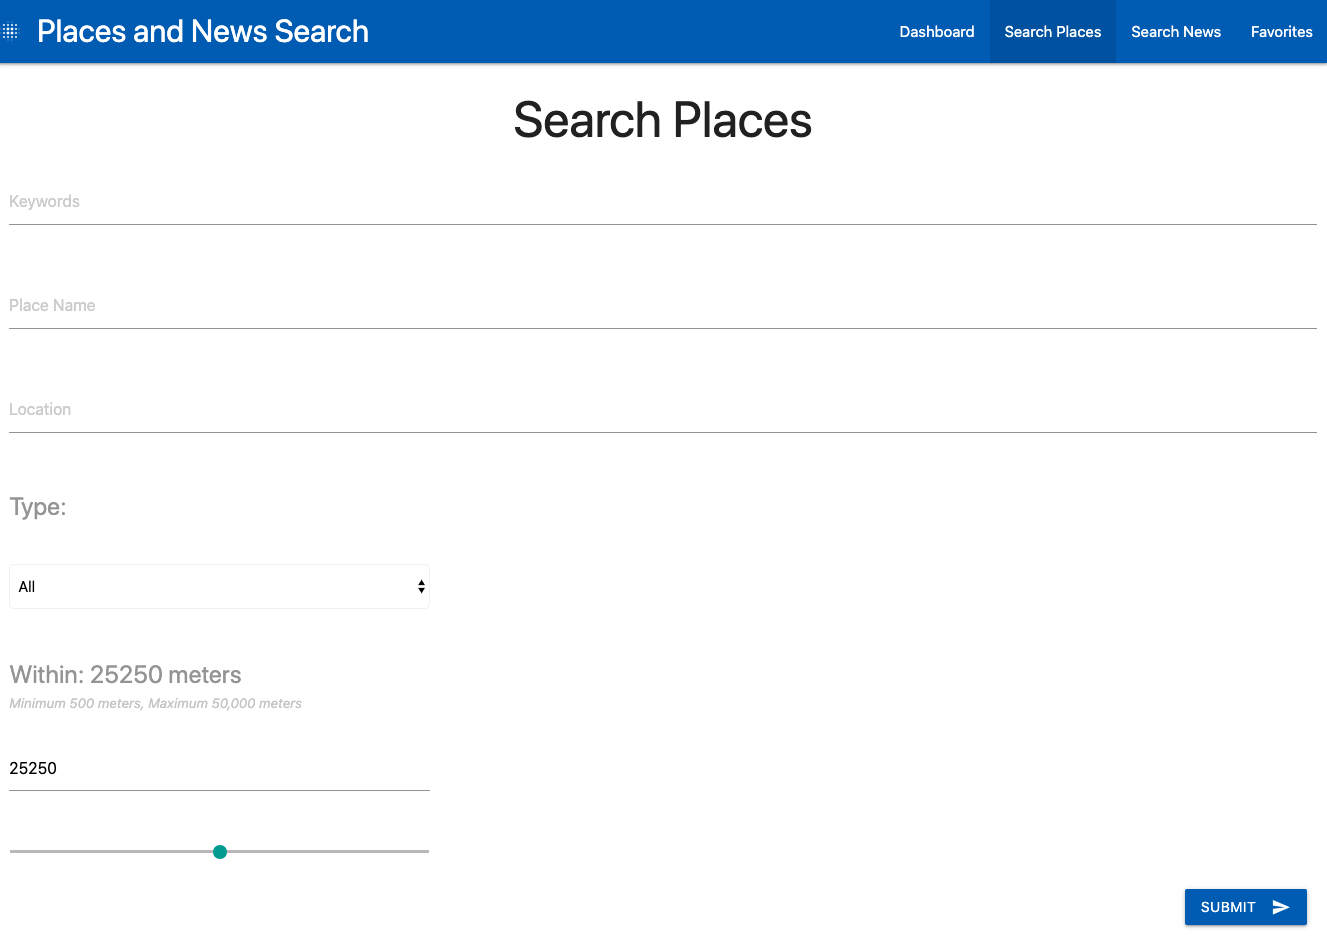 Places and News Search
Dashboard
Search Places
Search News
Favorites
Search Places
Keywords
Place Name
Location
Type:
All
Within: 25250 meters
Minimum 500 meters, Maximum 50,000 meters
25250
SUBMIT